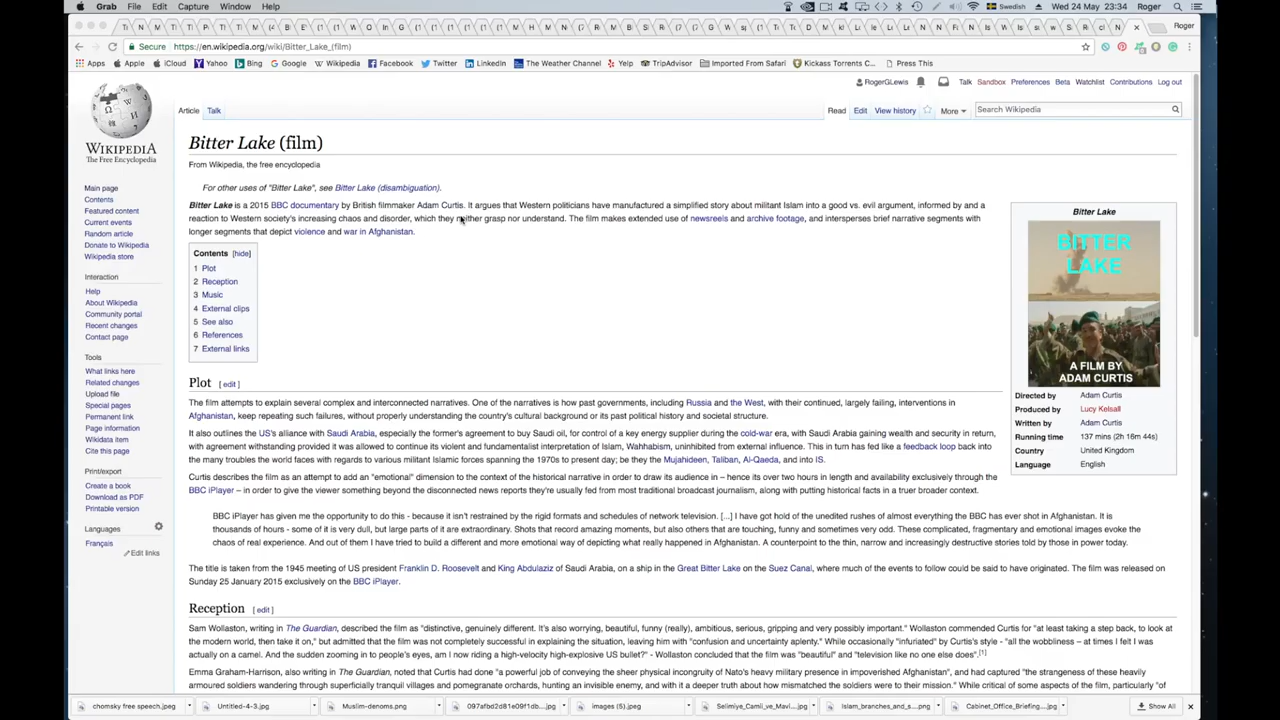 Grab File Edit Capture Window Help Swedish Wed 24 May 23:34 Roger
Roger
Secure https://en.wikipedia.org/wiki/Bitter_Lake_(film)
Apps Apple iCloud Yahoo Bing Google Wikipedia Facebook Twitter LinkedIn The Weather Channel Yelp TripAdvisor Imported From Safari Kickass Torrents C... Press This
RogerGLewis Talk Sandbox Preferences Beta Watchlist Contributions Log out
Article Talk Read Edit View history More Search Wikipedia
WIKIPEDIA
The Free Encyclopedia
Main page
Contents
Featured content
Current events
Random article
Donate to Wikipedia
Wikipedia store
Interaction
Help
About Wikipedia
Community portal
Recent changes
Contact page
Tools
What links here
Related changes
Upload file
Special pages
Permanent link
Page information
Wikidata item
Cite this page
Print/export
Create a book
Download as PDF
Printable version
Languages
Français
Edit links
Bitter Lake (film)
From Wikipedia, the free encyclopedia
For other uses of "Bitter Lake", see Bitter Lake (disambiguation).
Bitter Lake is a 2015 BBC documentary by British filmmaker Adam Curtis. It argues that Western politicians have manufactured a simplified story about militant Islam into a good vs. evil argument, informed by and a
reaction to Western society's increasing chaos and disorder, which they neither grasp nor understand. The film makes extended use of newsreels and archive footage, and intersperses brief narrative segments with
longer segments that depict violence and war in Afghanistan.
Contents [hide]
1 Plot
2 Reception
3 Music
4 External clips
5 See also
6 References
7 External links
Bitter Lake
BITTER
LAKE
A FILM BY
ADAM CURTIS
Directed by Adam Curtis
Produced by Lucy Kelsall
Written by Adam Curtis
Running time 137 mins (2h 16m 44s)
Country United Kingdom
Language English
Plot [ edit ]
The film attempts to explain several complex and interconnected narratives. One of the narratives is how past governments, including Russia and the West, with their continued, largely failing, interventions in
Afghanistan, keep repeating such failures, without properly understanding the country's cultural background or its past political history and societal structure.
It also outlines the US's alliance with Saudi Arabia, especially the former's agreement to buy Saudi oil, for control of a key energy supplier during the cold-war era, with Saudi Arabia gaining wealth and security in return,
with agreement withstanding provided it was allowed to continue its violent and fundamentalist interpretation of Islam, Wahhabism, uninhibited from external influence. This in turn has fed like a feedback loop back into
the many troubles the world faces with regards to various militant Islamic forces spanning the 1970s to present day; be they the Mujahideen, Taliban, Al-Qaeda, and into IS.
Curtis describes the film as an attempt to add an "emotional" dimension to the context of the historical narrative in order to draw its audience in – hence its over two hours in length and availability exclusively through the
BBC iPlayer – in order to give the viewer something beyond the disconnected news reports they're usually fed from most traditional broadcast journalism, along with putting historical facts in a truer broader context.
BBC iPlayer has given me the opportunity to do this - because it isn't restrained by the rigid formats and schedules of network television. [...] I have got hold of the unedited rushes of almost everything the BBC has ever shot in Afghanistan. It is
thousands of hours - some of it is very dull, but large parts of it are extraordinary. Shots that record amazing moments, but also others that are touching, funny and sometimes very odd. These complicated, fragmentary and emotional images evoke the
chaos of real experience. And out of them I have tried to build a different and more emotional way of depicting what really happened in Afghanistan. A counterpoint to the thin, narrow and increasingly destructive stories told by those in power today.
The title is taken from the 1945 meeting of US president Franklin D. Roosevelt and King Abdulaziz of Saudi Arabia, on a ship in the Great Bitter Lake on the Suez Canal, where much of the events to follow could be said to have originated. The film was released on
Sunday 25 January 2015 exclusively on the BBC iPlayer.
Reception [ edit ]
Sam Wollaston, writing in The Guardian, described the film as "distinctive, genuinely different. It's also worrying, beautiful, funny (really), ambitious, serious, gripping and very possibly important." Wollaston commended Curtis for "at least taking a step back, to look at
the modern world, then take it on," but admitted that the film was not completely successful in explaining the situation, leaving him with "confusion and uncertainty aplenty." While occasionally "infuriated" by Curtis's style - "all the wobbliness – at times I felt I was
actually on a camel. And the sudden zooming in to people's eyes, am I now riding a high-velocity high-explosive US bullet?" - Wollaston concluded that the film was "beautiful" and "television like no one else does".[1]
Emma Graham-Harrison, also writing in The Guardian, noted that Curtis had done "a powerful job of conveying the sheer physical incongruity of Nato's heavy military presence in impoverished Afghanistan", and had captured "the strangeness of these heavily
armoured soldiers wandering through superficially tranquil villages and pomegranate orchards, hunting an invisible enemy, and with it a deeper truth about how mismatched the soldiers were to their mission." While critical of some aspects of the film, particularly "of
chomsky free speech.jpeg Untitled-4-3.jpg Muslim-denoms.png 097afbd2d81e09f1db...jpg images (5).jpeg Selimiye_Camii_ve_Mavi....jpg Islam_branches_and_s....png Cabinet_Office_Briefing....jpg Show All